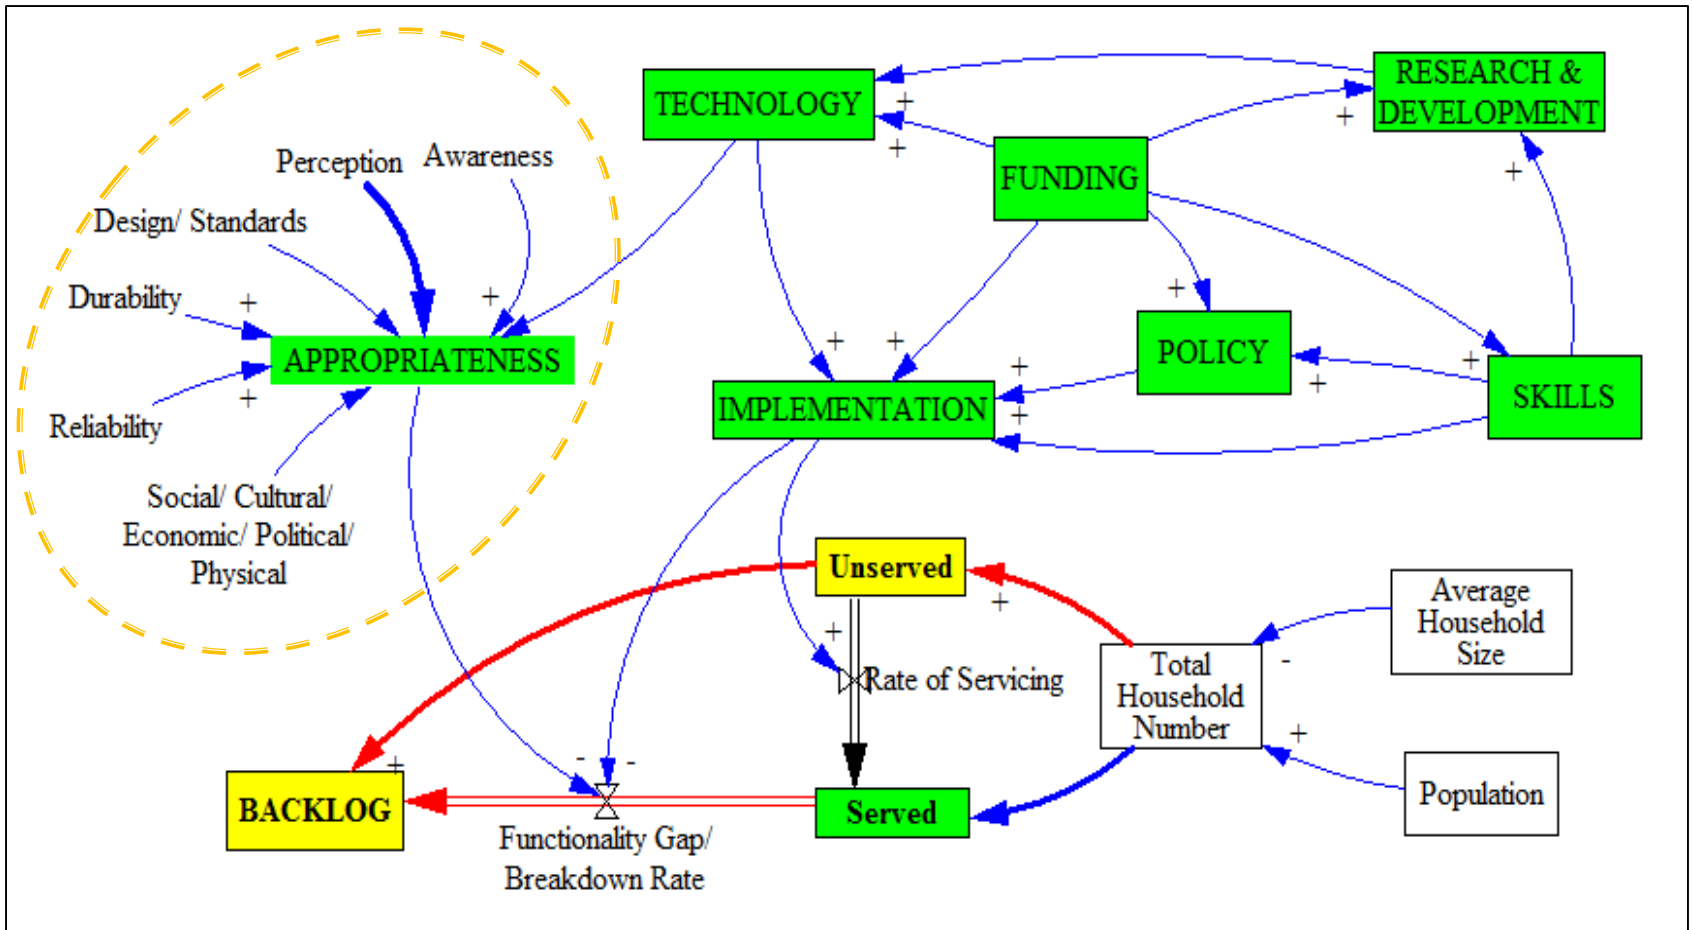 RESEARCH &
DEVELOPMENT
TECHNOLOGY
+
+
+
FUNDING
+
Perception
Awareness
Design/ Standards
Durability
+
+
+
APPROPRIATENESS
+
+
+
POLICY
+
+
+
SKILLS
IMPLEMENTATION
+
Reliability
+
Social/ Cultural/
Economic/ Political/
Physical
Unserved
+
+
Average
Household
Size
-
Rate of Servicing
Total
Household
Number
+
-
-
+
BACKLOG
Served
Population
Functionality Gap/
Breakdown Rate